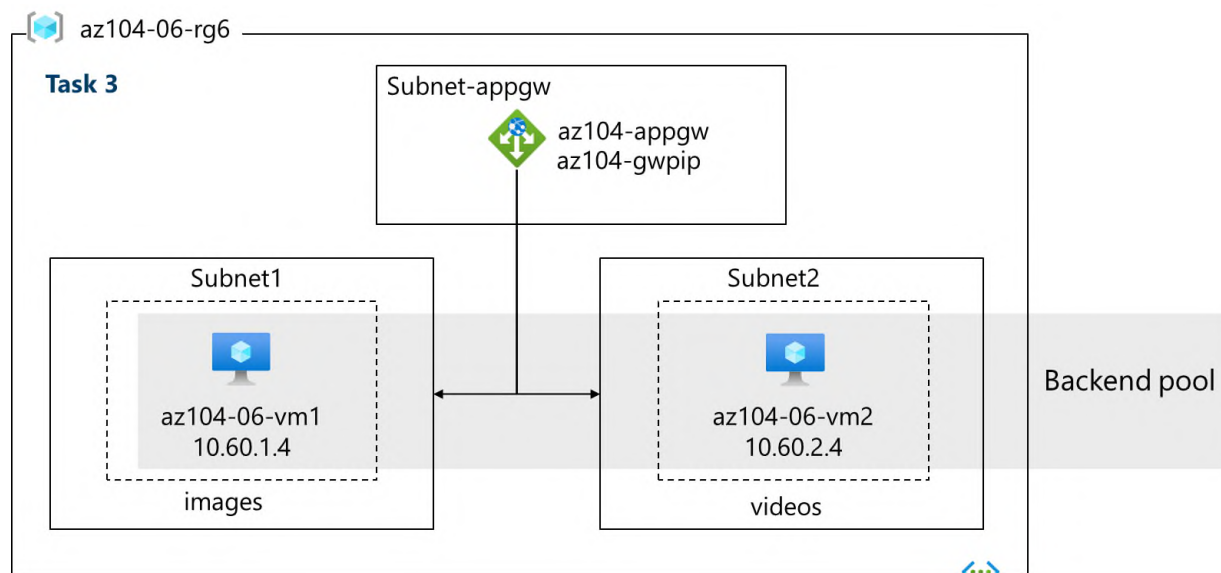 az104-06-rg6
Task 3
Subnet-appgw
az104-appgw
az104-gwpip
Subnet1
az104-06-vm1
10.60.1.4
images
Subnet2
az104-06-vm2
10.60.2.4
videos
Backend pool